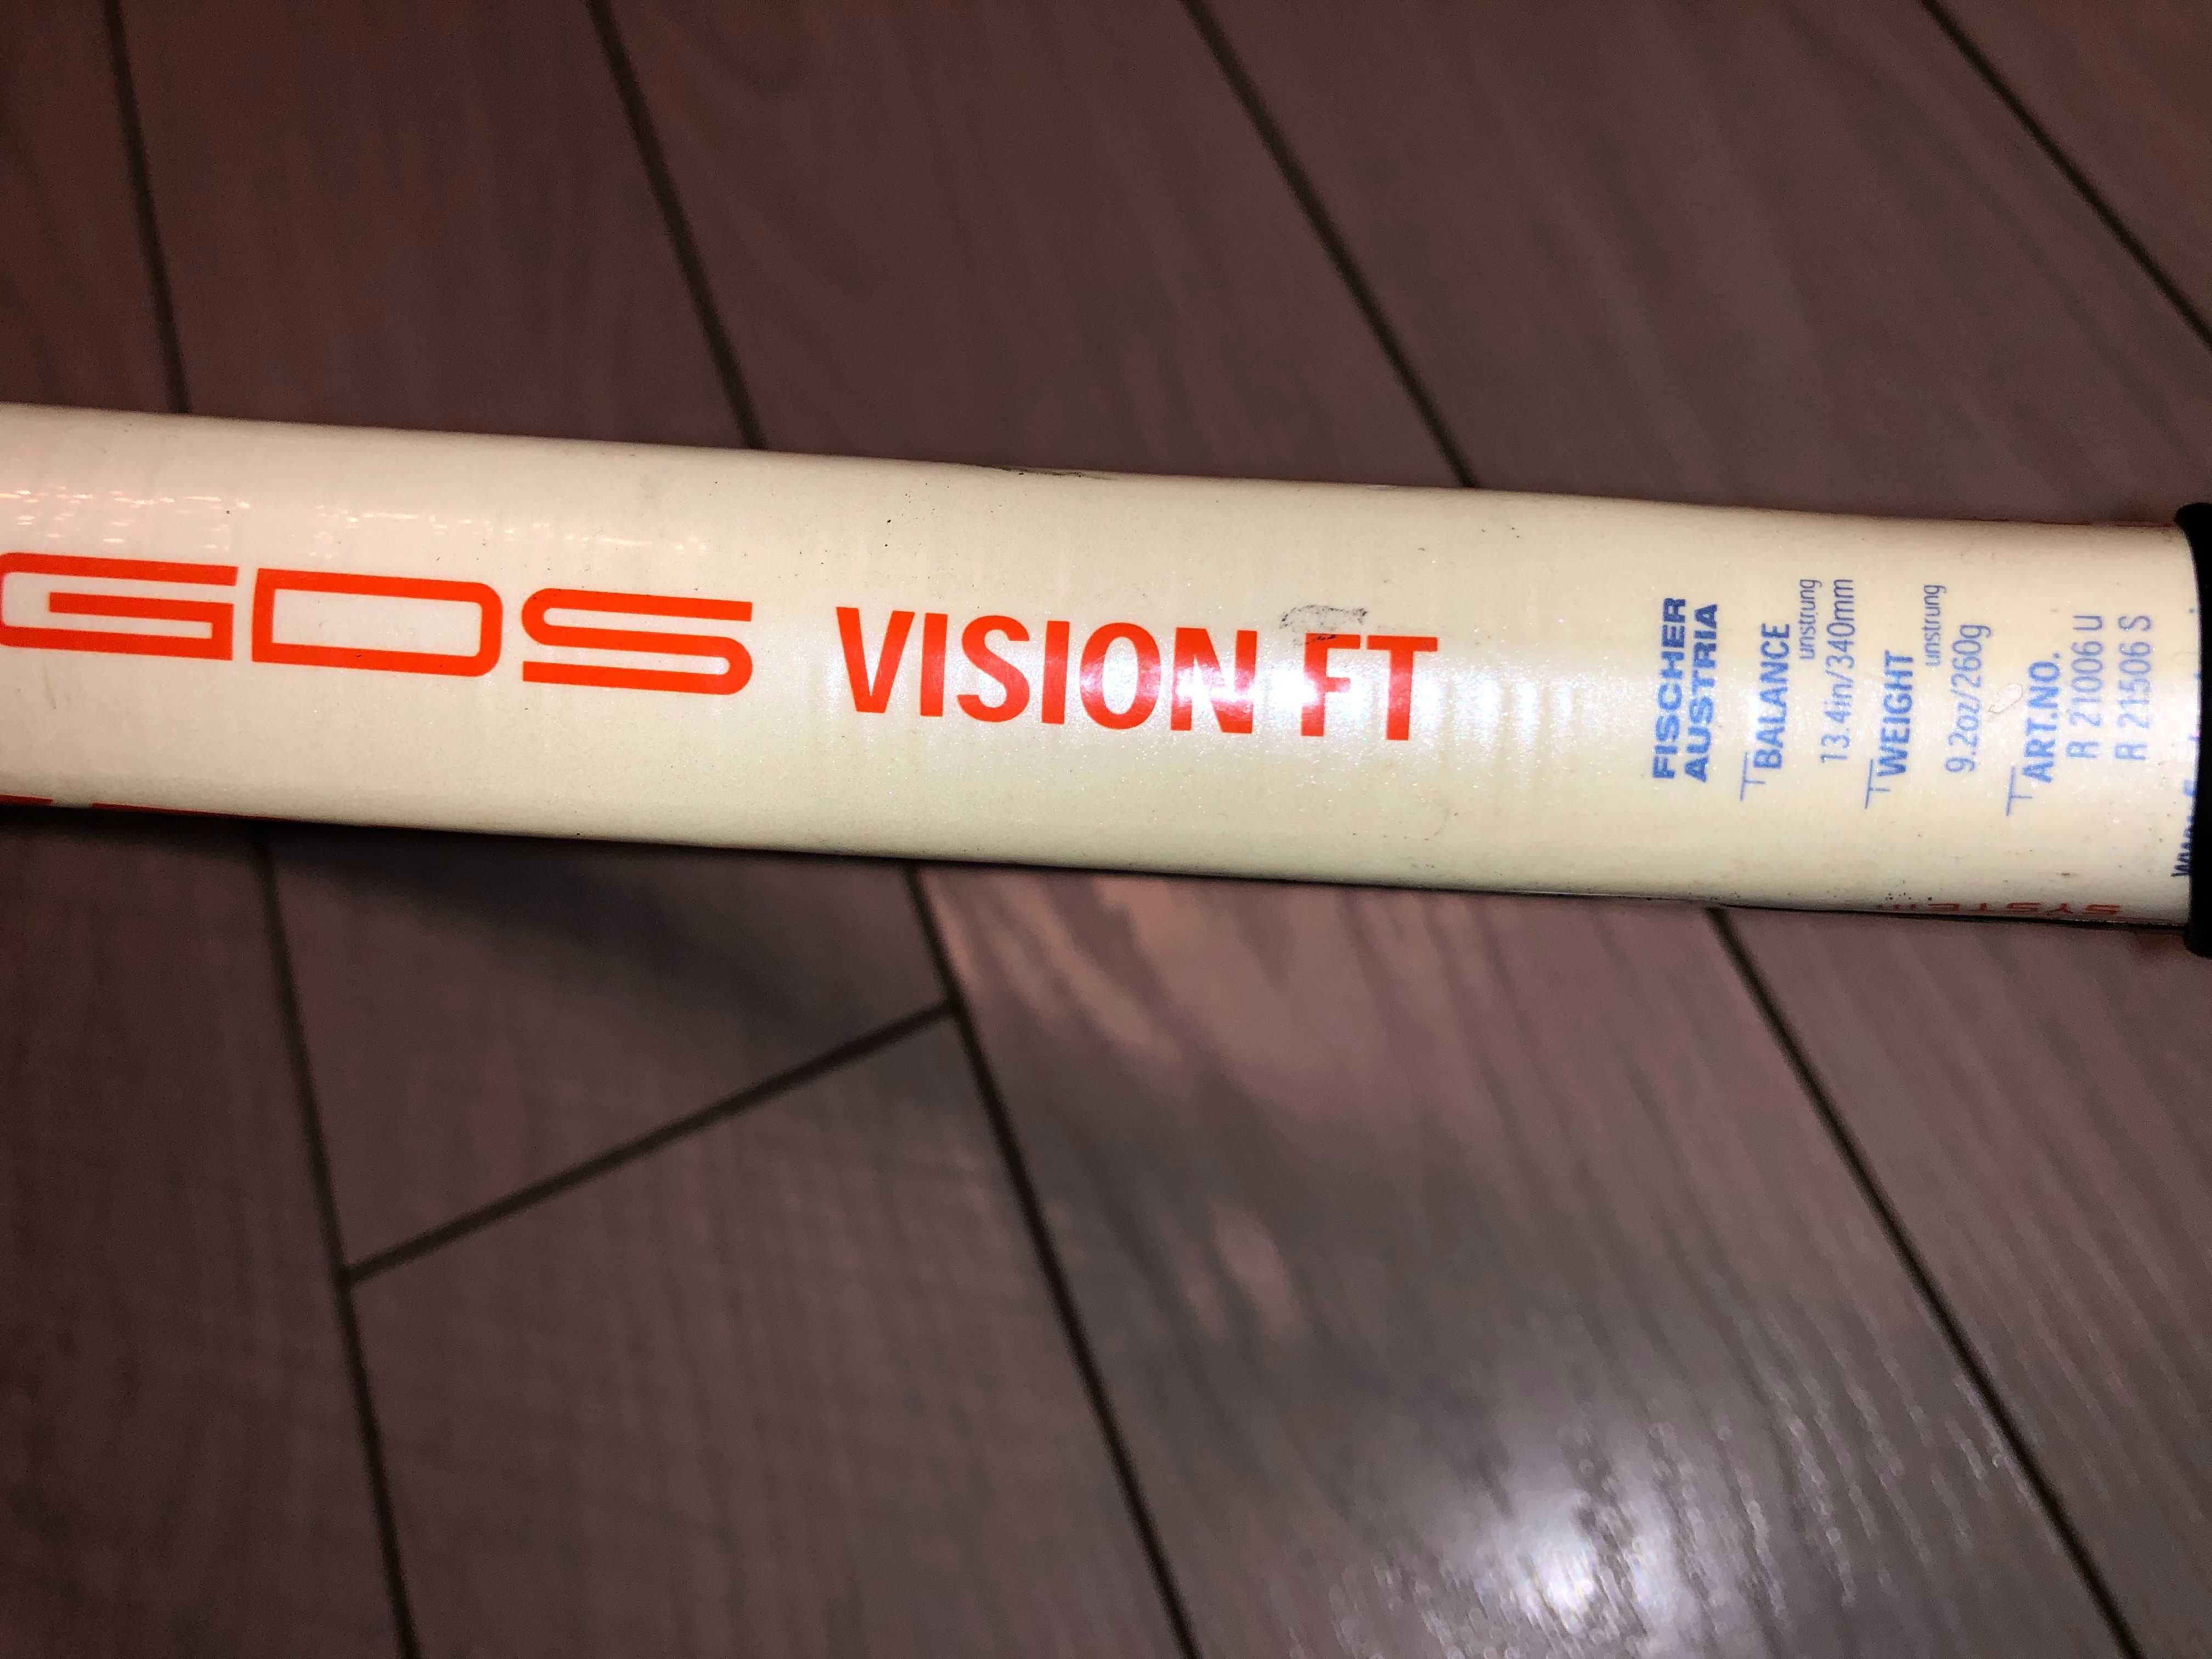 GDS VISION FT
FISCHER
AUSTRIA
BALANCE
unstrung
13.4in/340mm
WEIGHT
unstrung
9.2oz/260g
ART.NO.
R 21006 U
R 21506 S